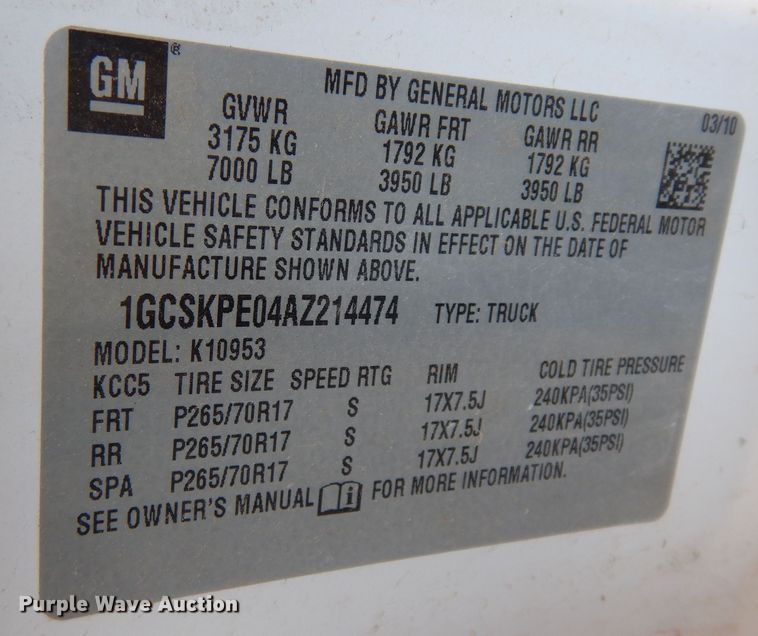 GM ®
MFD BY GENERAL MOTORS LLC
03/10
GVWR GAWR FRT GAWR RR
3175 KG 1792 KG 1792 KG
7000 LB 3950 LB 3950 LB
THIS VEHICLE CONFORMS TO ALL APPLICABLE U.S. FEDERAL MOTOR
VEHICLE SAFETY STANDARDS IN EFFECT ON THE DATE OF
MANUFACTURE SHOWN ABOVE.
1GCSKPE04AZ214474 TYPE: TRUCK
MODEL: K10953
KCC5 TIRE SIZE SPEED RTG RIM COLD TIRE PRESSURE
FRT P265/70R17 S 17X7.5J 240KPA(35PSI)
RR P265/70R17 S 17X7.5J 240KPA(35PSI)
SPA P265/70R17 S 17X7.5J 240KPA(35PSI)
SEE OWNER'S MANUAL i FOR MORE INFORMATION.
Purple Wave Auction